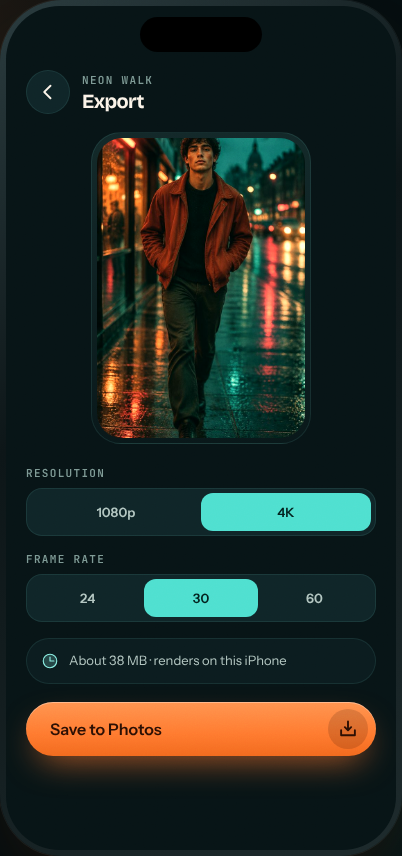 NEON WALK
Export
RESOLUTION
1080p
4K
FRAME RATE
24
30
60
About 38 MB · renders on this iPhone
Save to Photos